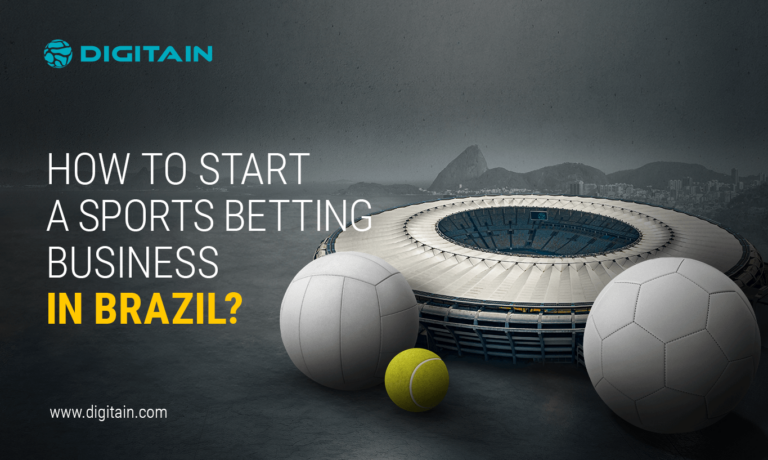 DIGITAIN
HOW TO START
A SPORTS BETTING
BUSINESS
IN BRAZIL?
www.digitain.com